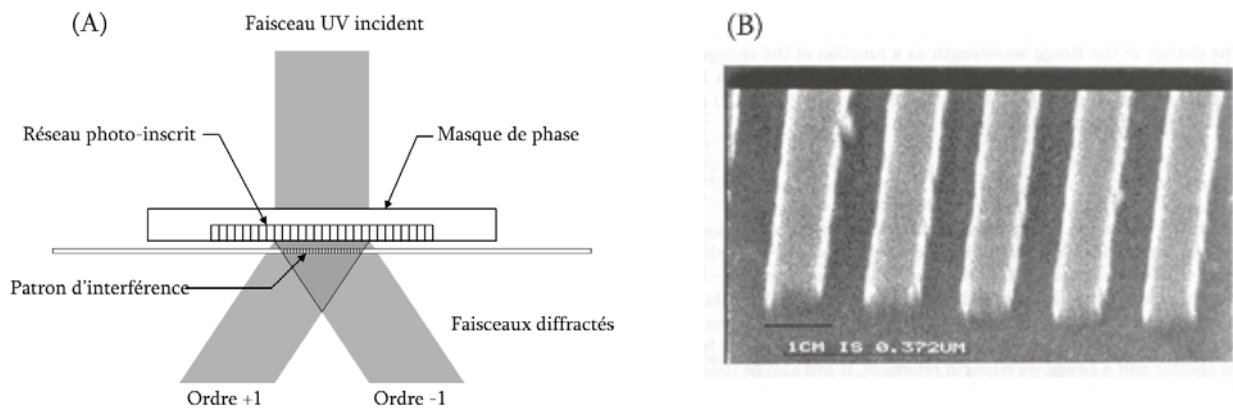 (A)
Faisceau UV incident
Réseau photo-inscrit
Masque de phase
Patron d'interférence
Faisceaux diffractés
Ordre +1
Ordre -1
(B)
1CM IS 0.372UM